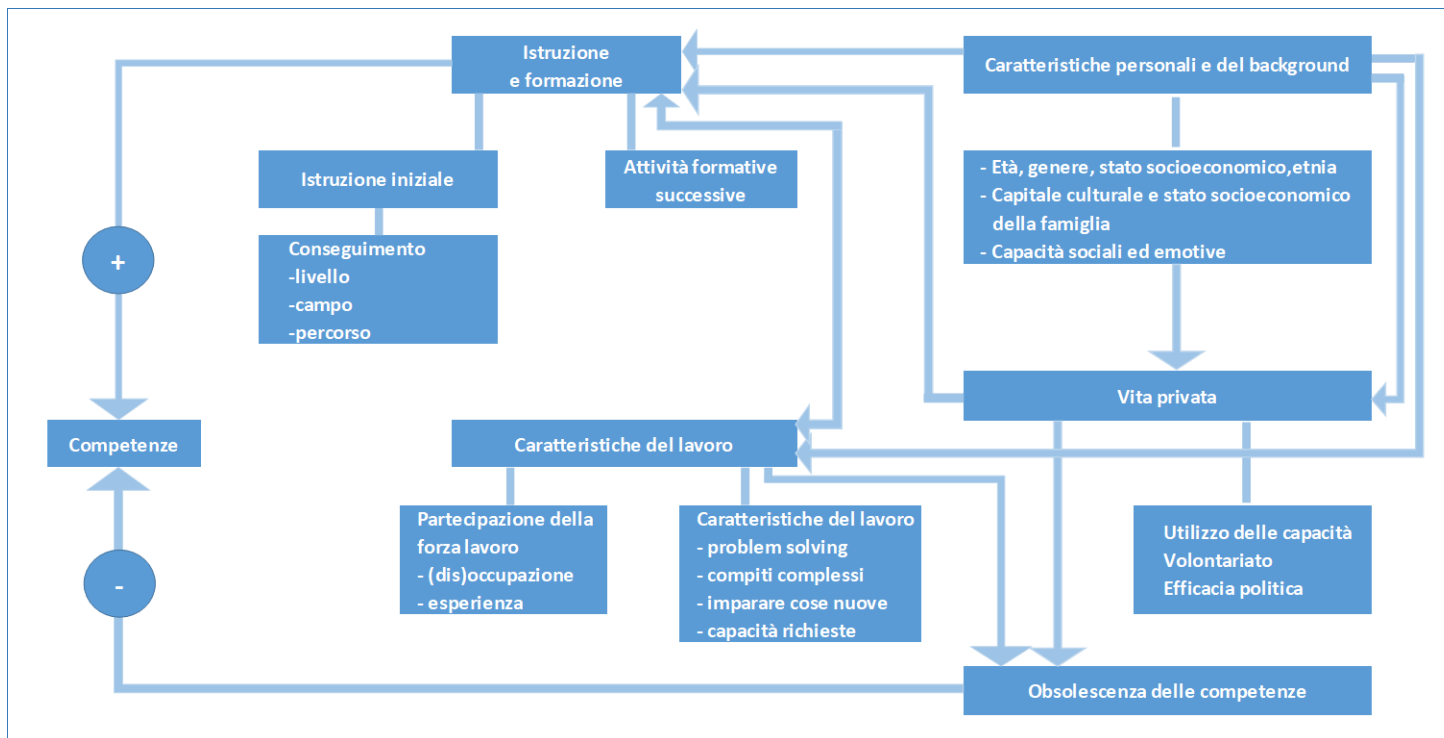 Istruzione
e formazione
Caratteristiche personali e del background
Istruzione iniziale
Attività formative
successive
- Età, genere, stato socioeconomico,etnia
- Capitale culturale e stato socioeconomico
della famiglia
- Capacità sociali ed emotive
Conseguimento
-livello
-campo
-percorso
+
Vita privata
Competenze
Caratteristiche del lavoro
Partecipazione della
forza lavoro
- (dis)occupazione
- esperienza
Caratteristiche del lavoro
- problem solving
- compiti complessi
- imparare cose nuove
- capacità richieste
Utilizzo delle capacità
Volontariato
Efficacia politica
-
Obsolescenza delle competenze